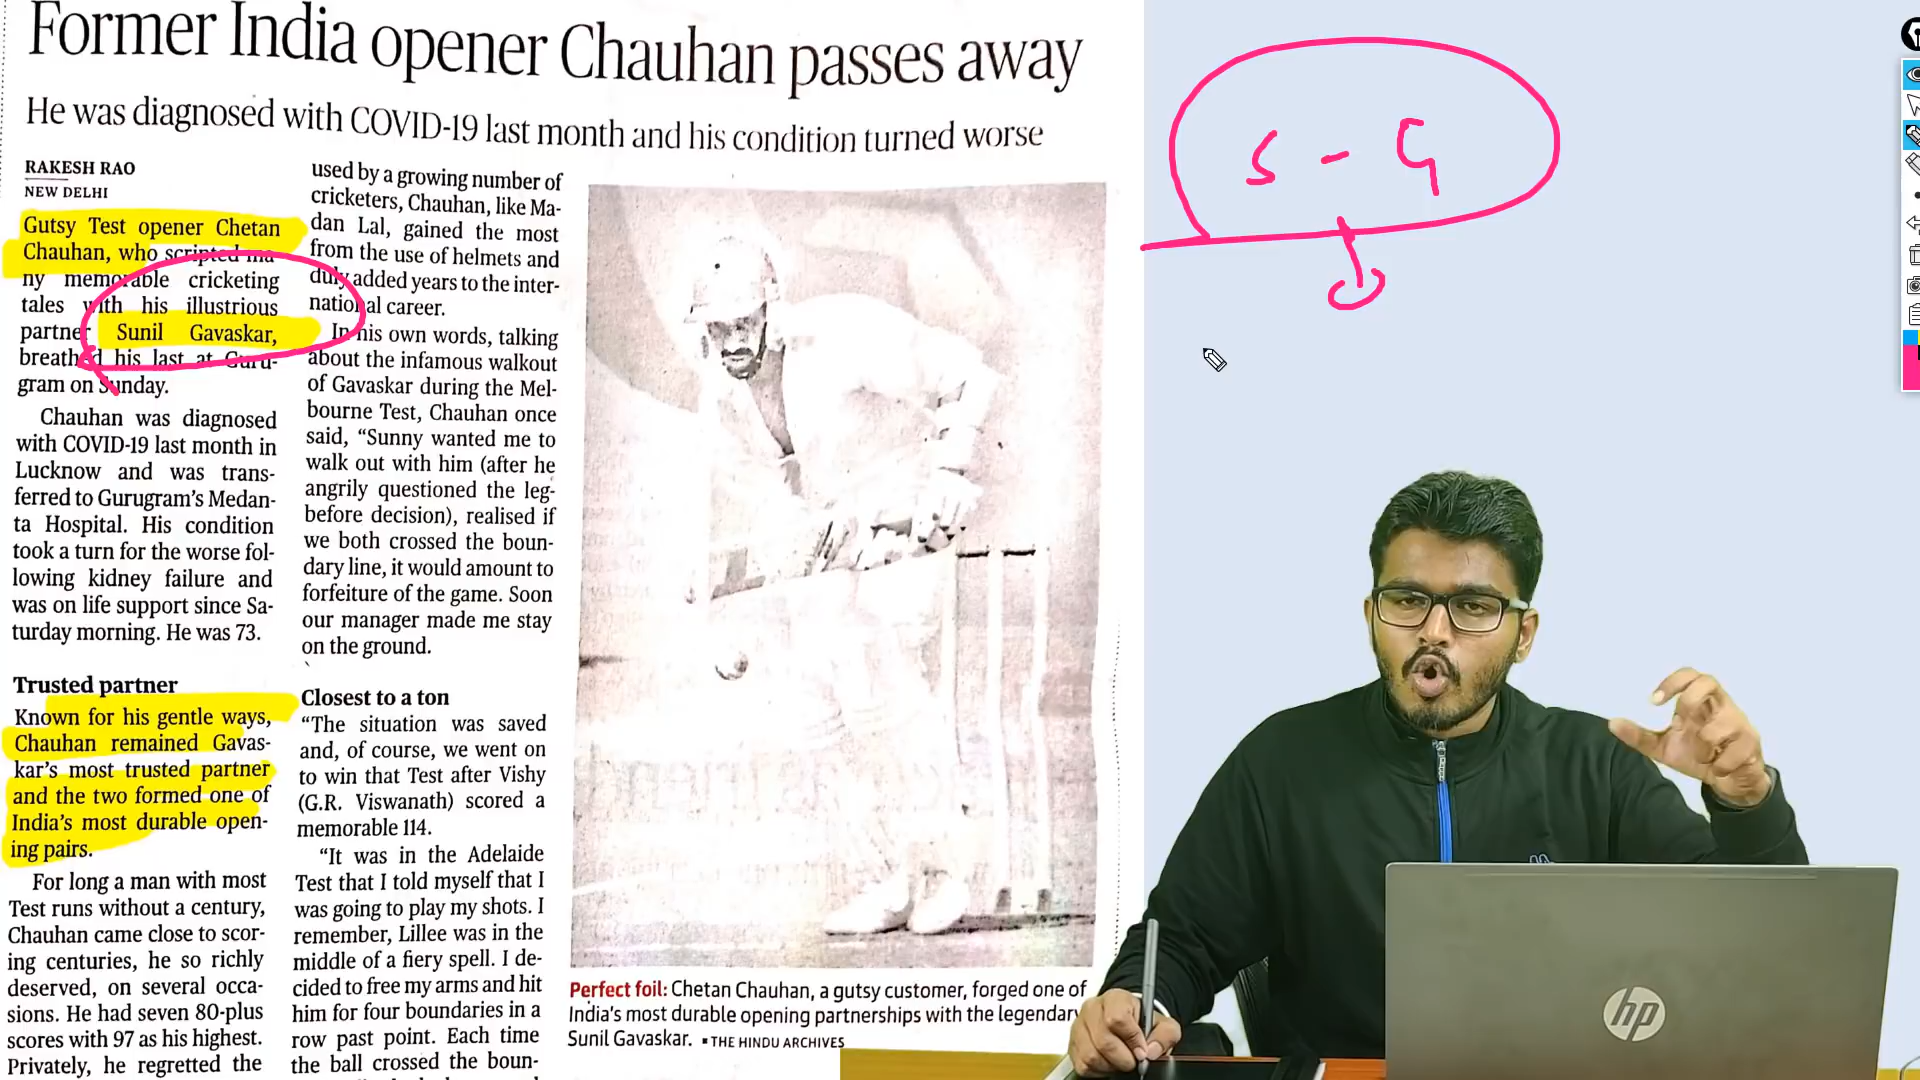 Former India opener Chauhan passes away
He was diagnosed with COVID-19 last month and his condition turned worse
RAKESH RAO
NEW DELHI
Gutsy Test opener Chetan
Chauhan, who scripted ma-
ny memorable cricketing
tales with his illustrious
partner Sunil Gavaskar,
breathed his last at Guru-
gram on Sunday.
Chauhan was diagnosed
with COVID-19 last month in
Lucknow and was trans-
ferred to Gurugram's Medan-
ta Hospital. His condition
took a turn for the worse fol-
lowing kidney failure and
was on life support since Sa-
turday morning. He was 73.
Trusted partner
Known for his gentle ways,
Chauhan remained Gavas-
kar's most trusted partner
and the two formed one of
India's most durable open-
ing pairs.
For long a man with most
Test runs without a century,
Chauhan came close to scor-
ing centuries, he so richly
deserved, on several occa-
sions. He had seven 80-plus
scores with 97 as his highest.
Privately, he regretted the
used by a growing number of
cricketers, Chauhan, like Ma-
dan Lal, gained the most
from the use of helmets and
duly added years to the inter-
national career.
In his own words, talking
about the infamous walkout
of Gavaskar during the Mel-
bourne Test, Chauhan once
said, “Sunny wanted me to
walk out with him (after he
angrily questioned the leg-
before decision), realised if
we both crossed the boun-
dary line, it would amount to
forfeiture of the game. Soon
our manager made me stay
on the ground.
Closest to a ton
“The situation was saved
and, of course, we went on
to win that Test after Vishy
(G.R. Viswanath) scored a
memorable 114.
“It was in the Adelaide
Test that I told myself that I
was going to play my shots. I
remember, Lillee was in the
middle of a fiery spell. I de-
cided to free my arms and hit
him for four boundaries in a
row past point. Each time
the ball crossed the boun-
Perfect foil: Chetan Chauhan, a gutsy customer, forged one of
India's most durable opening partnerships with the legendary
Sunil Gavaskar. ▪ THE HINDU ARCHIVES
S - G
hp